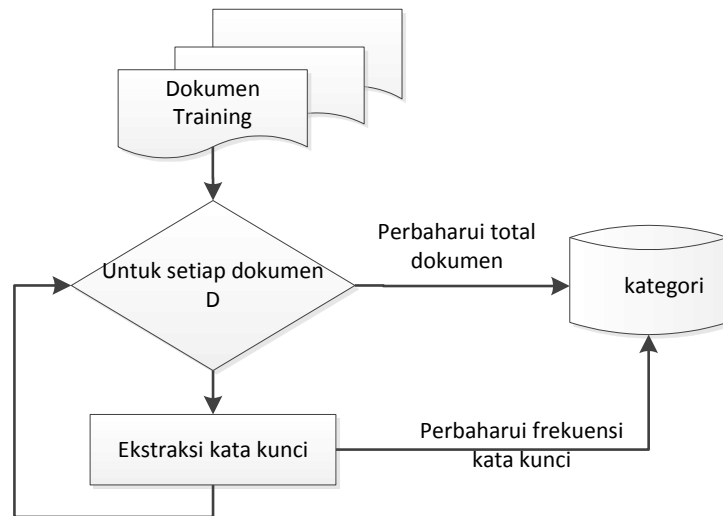 Dokumen
Training
Untuk setiap dokumen
D
Perbaharui total
dokumen
kategori
Ekstraksi kata kunci
Perbaharui frekuensi
kata kunci